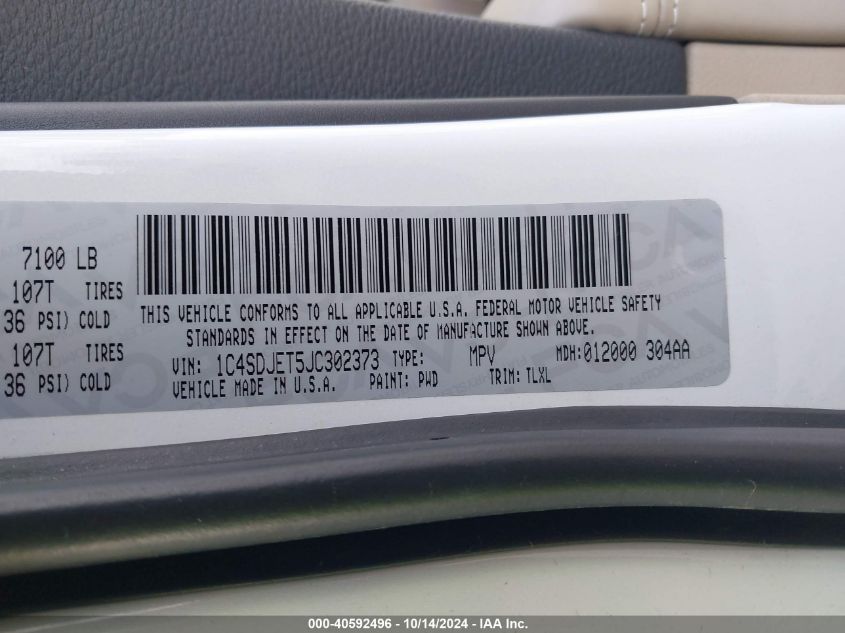 7100 LB
107T TIRES
36 PSI) COLD
107T TIRES
36 PSI) COLD
THIS VEHICLE CONFORMS TO ALL APPLICABLE U.S.A. FEDERAL MOTOR VEHICLE SAFETY
STANDARDS IN EFFECT ON THE DATE OF MANUFACTURE SHOWN ABOVE.
VIN: 1C4SDJET5JC302373 TYPE: MPV MDH:012000 304AA
VEHICLE MADE IN U.S.A. PAINT: PWD TRIM: TLXL
000-40592496 - 10/14/2024 - IAA Inc.